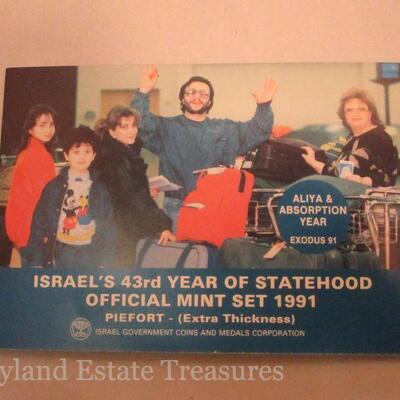 ALIYA &
ABSORPTION
YEAR
EXODUS 91
ISRAEL'S 43rd YEAR OF STATEHOOD
OFFICIAL MINT SET 1991
PIEFORT - (Extra Thickness)
ISRAEL GOVERNMENT COINS AND MEDALS CORPORATION
yland Estate Treasures